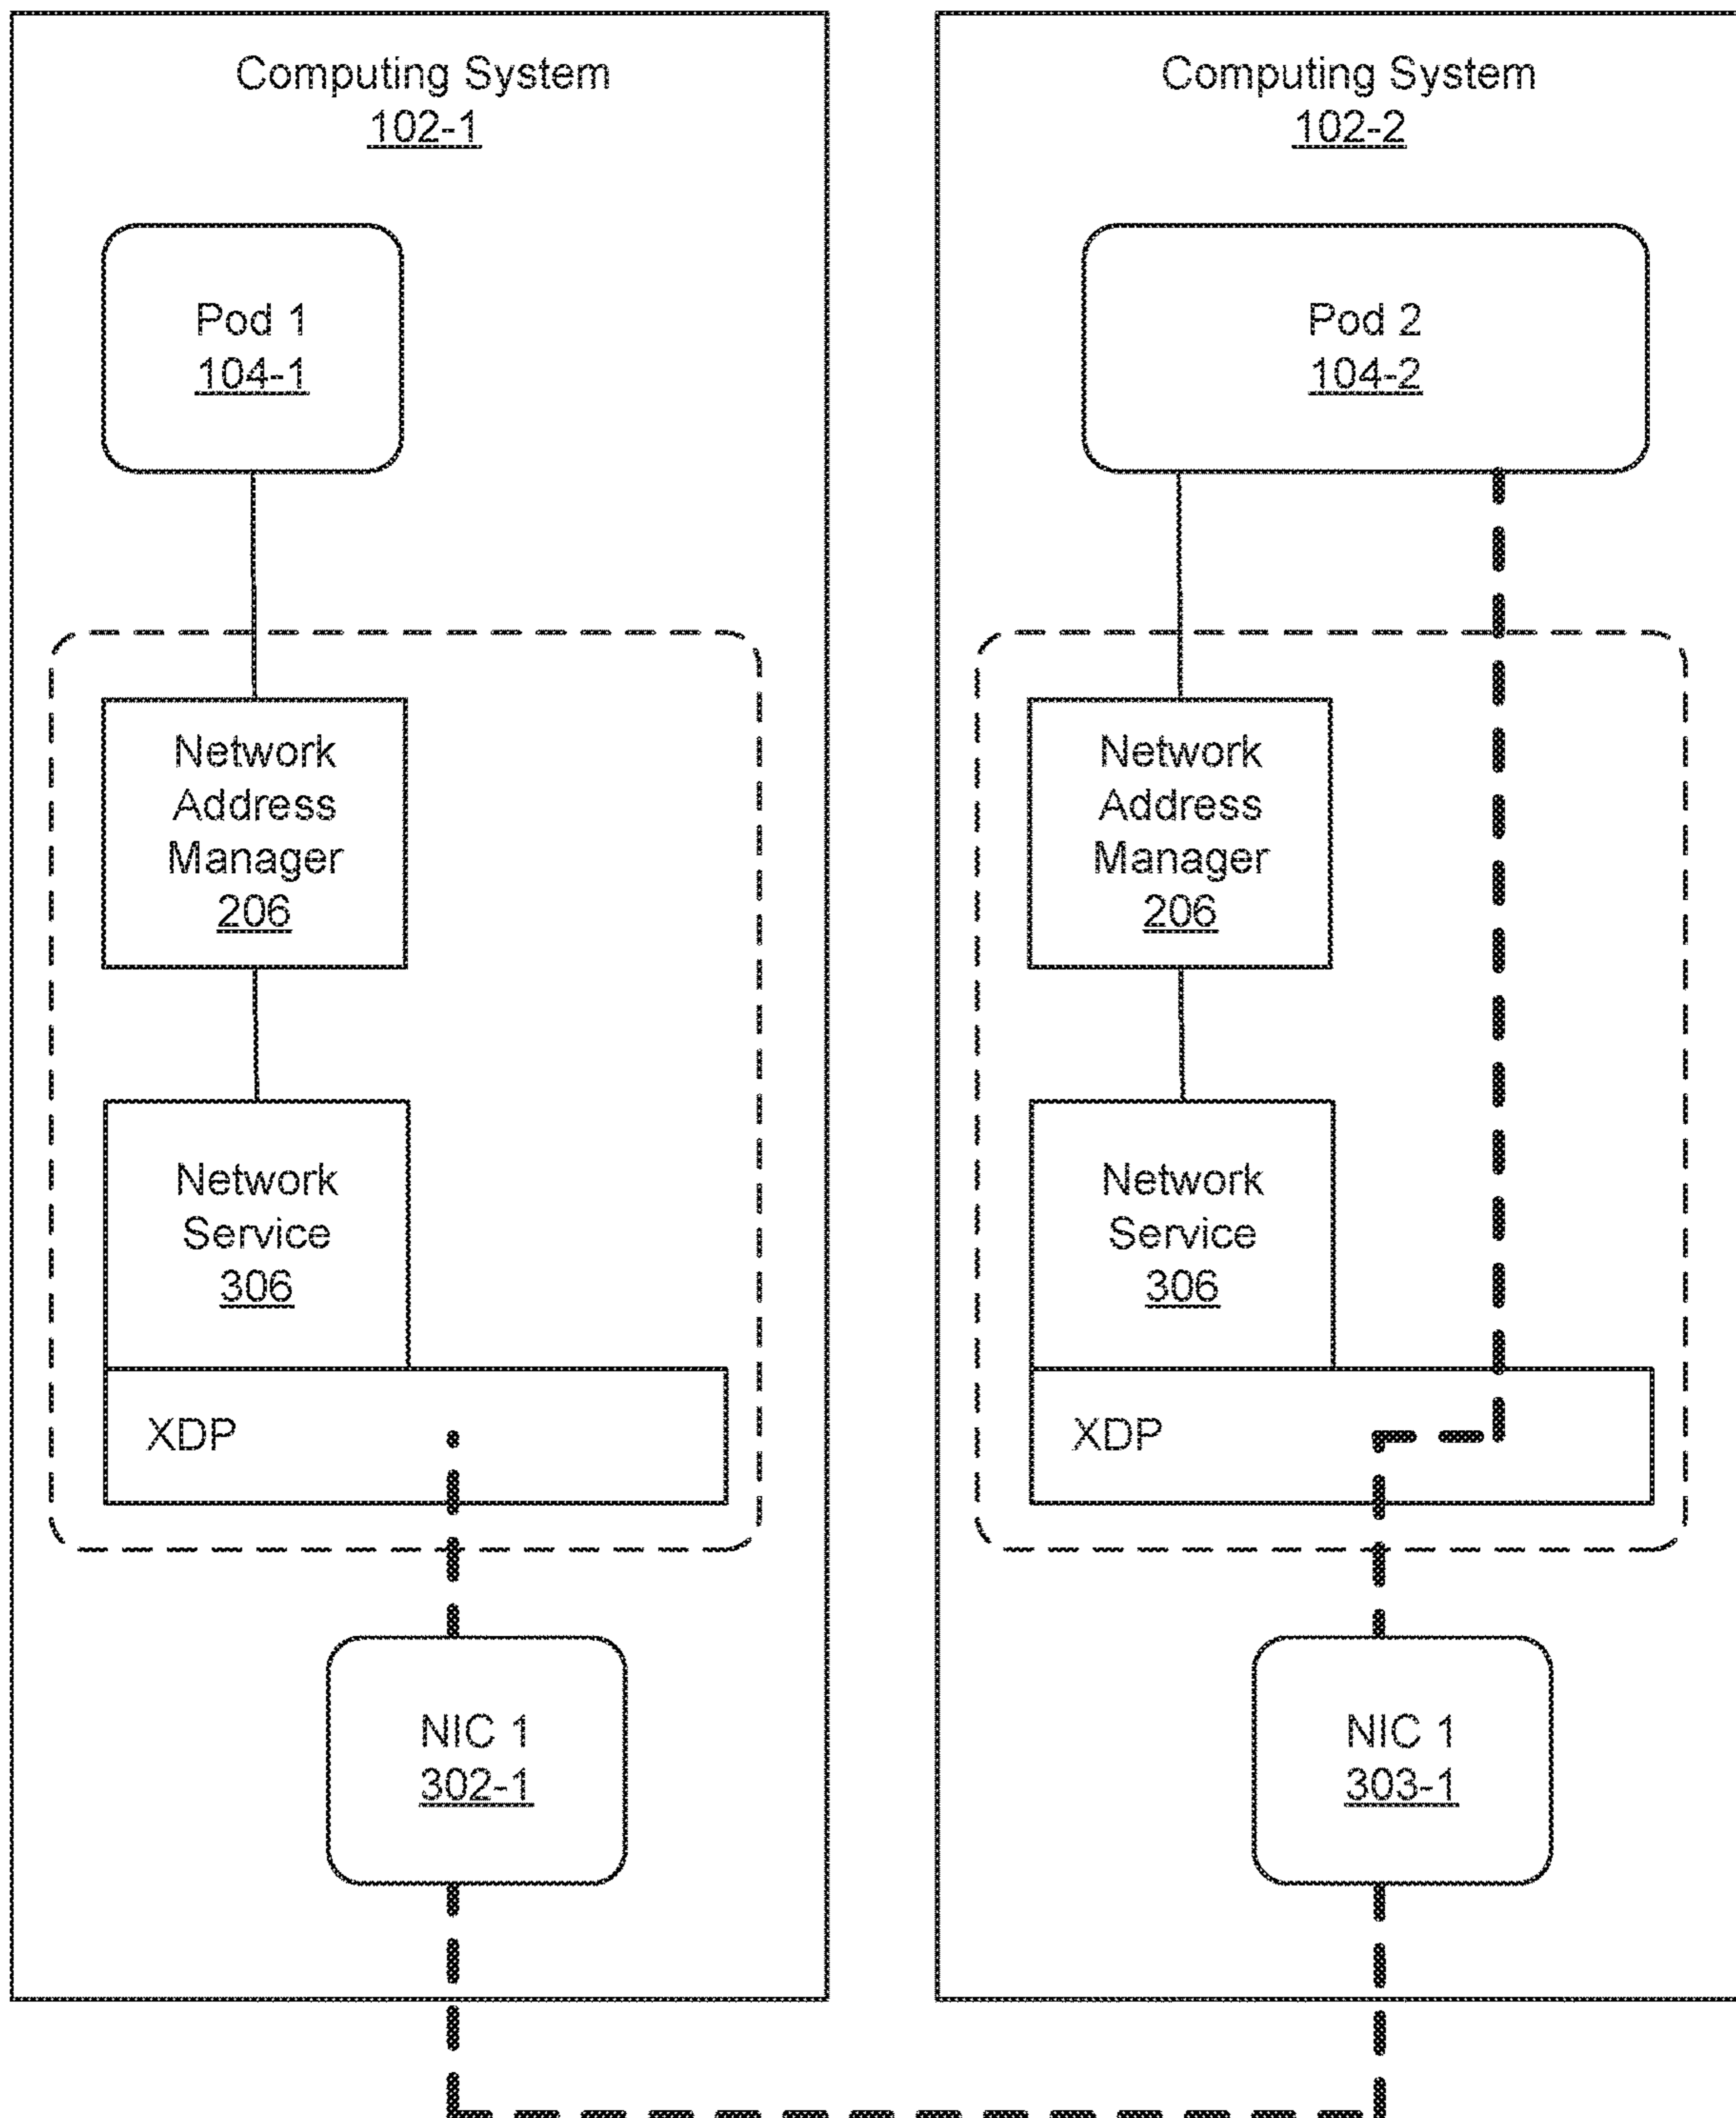 Computing System
102-1
Pod 1
104-1
Network
Address
Manager
206
Network
Service
306
XDP
NIC 1
302-1
Computing System
102-2
Pod 2
104-2
Network
Address
Manager
206
Network
Service
306
XDP
NIC 1
303-1